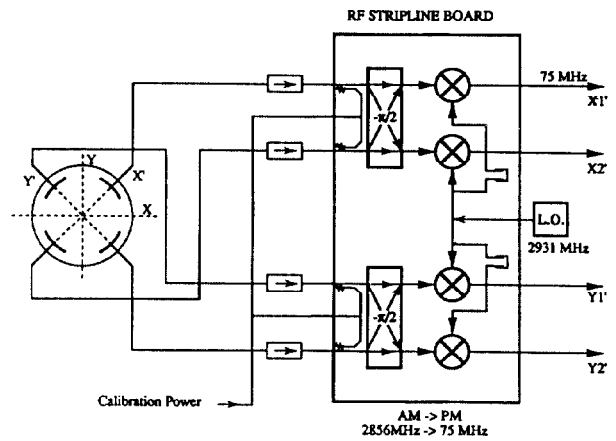 RF STRIPLINE BOARD
75 MHz
X1'
-π/2
X2'
Y
Y'
X'
X
L.O.
2931 MHz
Y1'
-π/2
Y2'
Calibration Power
AM -> PM
2856MHz -> 75 MHz